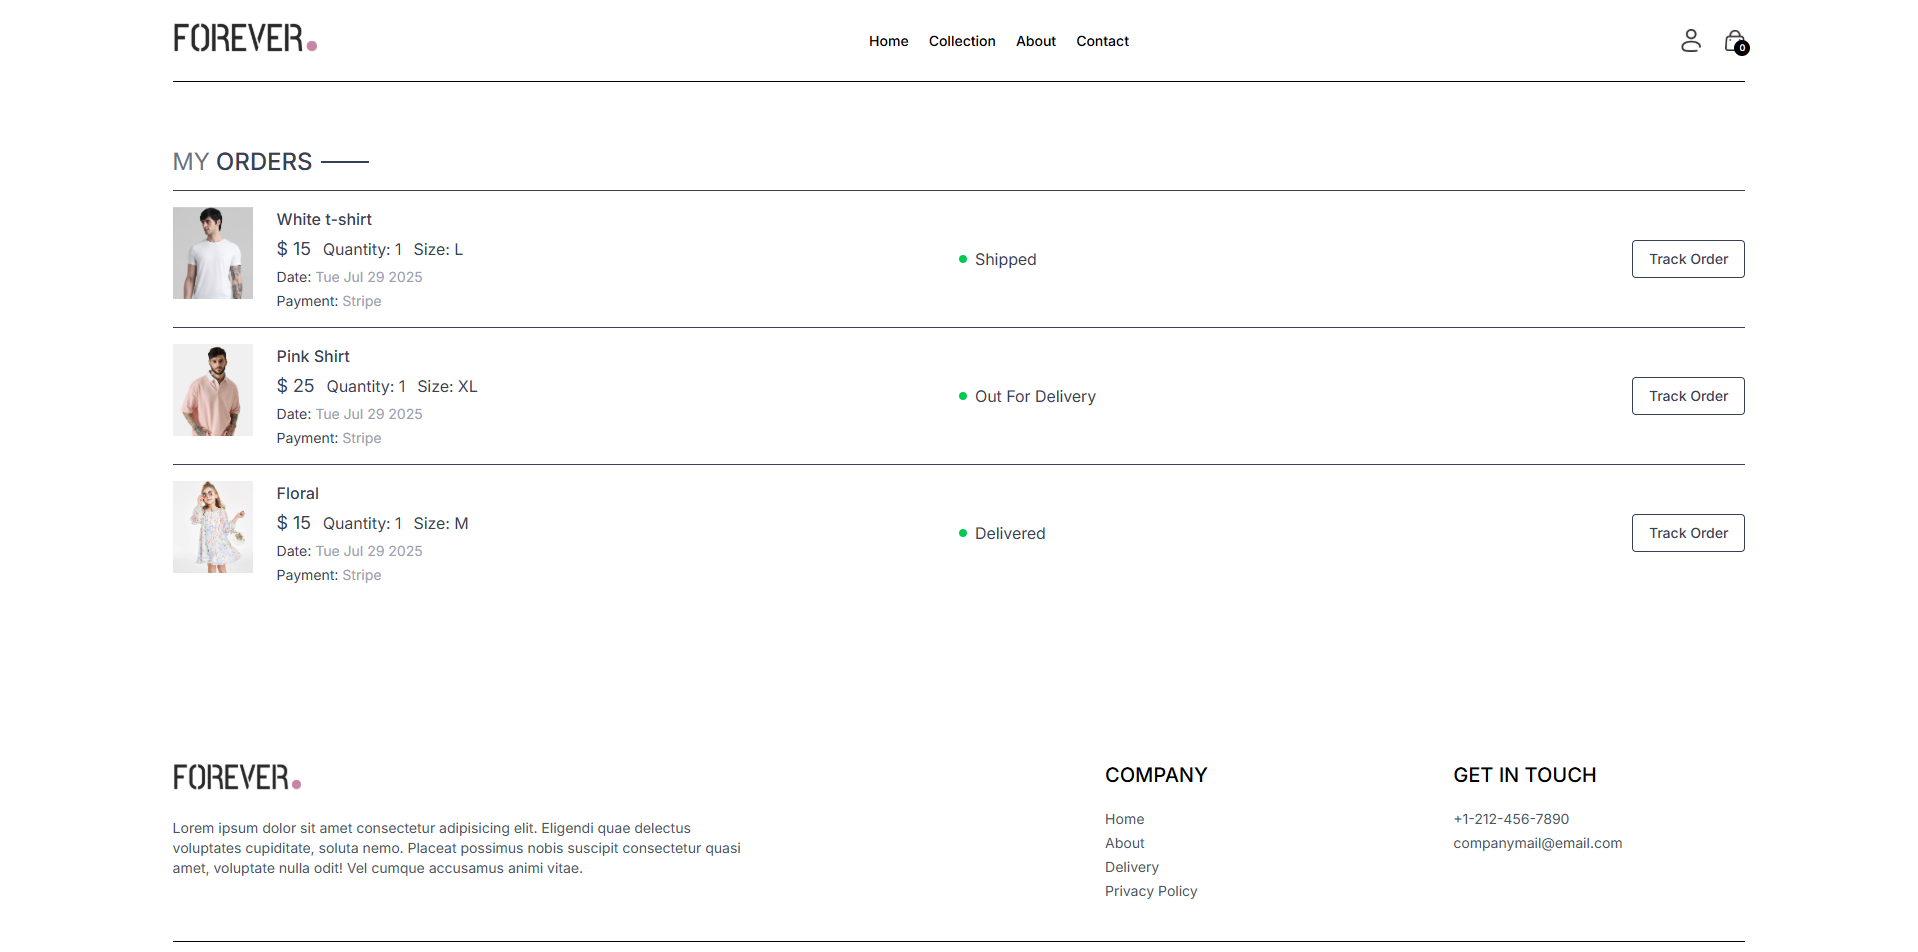 FOREVER.
Home Collection About Contact
0
MY ORDERS
White t-shirt
$ 15 Quantity: 1 Size: L
Date: Tue Jul 29 2025
Payment: Stripe
Shipped
Track Order
Pink Shirt
$ 25 Quantity: 1 Size: XL
Date: Tue Jul 29 2025
Payment: Stripe
Out For Delivery
Track Order
Floral
$ 15 Quantity: 1 Size: M
Date: Tue Jul 29 2025
Payment: Stripe
Delivered
Track Order
FOREVER.
Lorem ipsum dolor sit amet consectetur adipisicing elit. Eligendi quae delectus
voluptates cupiditate, soluta nemo. Placeat possimus nobis suscipit consectetur quasi
amet, voluptate nulla odit! Vel cumque accusamus animi vitae.
COMPANY
Home
About
Delivery
Privacy Policy
GET IN TOUCH
+1-212-456-7890
companymail@email.com